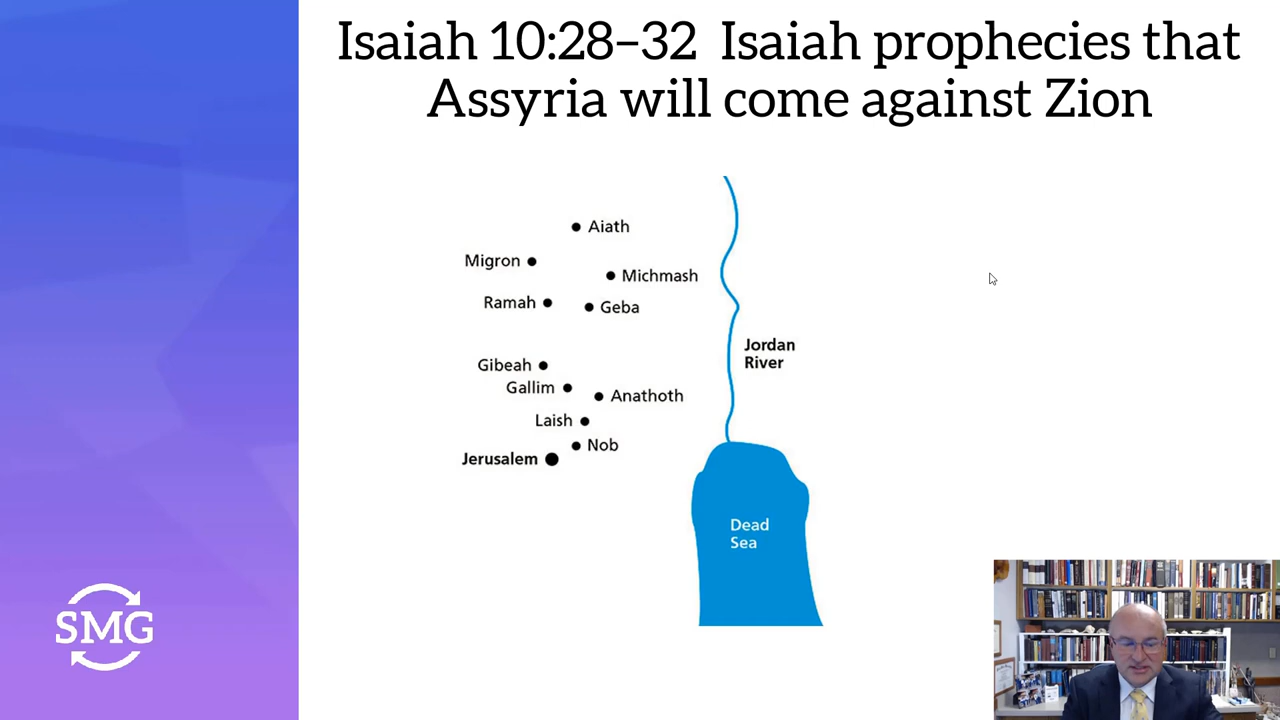 Isaiah 10:28–32  Isaiah prophecies that
Assyria will come against Zion
Aiath
Migron
Michmash
Ramah
Geba
Jordan
River
Gibeah
Gallim
Anathoth
Laish
Nob
Jerusalem
Dead
Sea
SMG